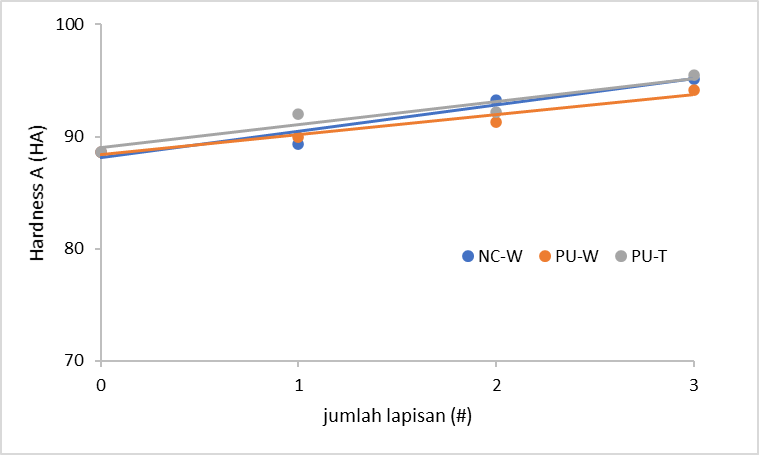 100
90
80
70
Hardness A (HA)
0 1 2 3
jumlah lapisan (#)
NC-W PU-W PU-T